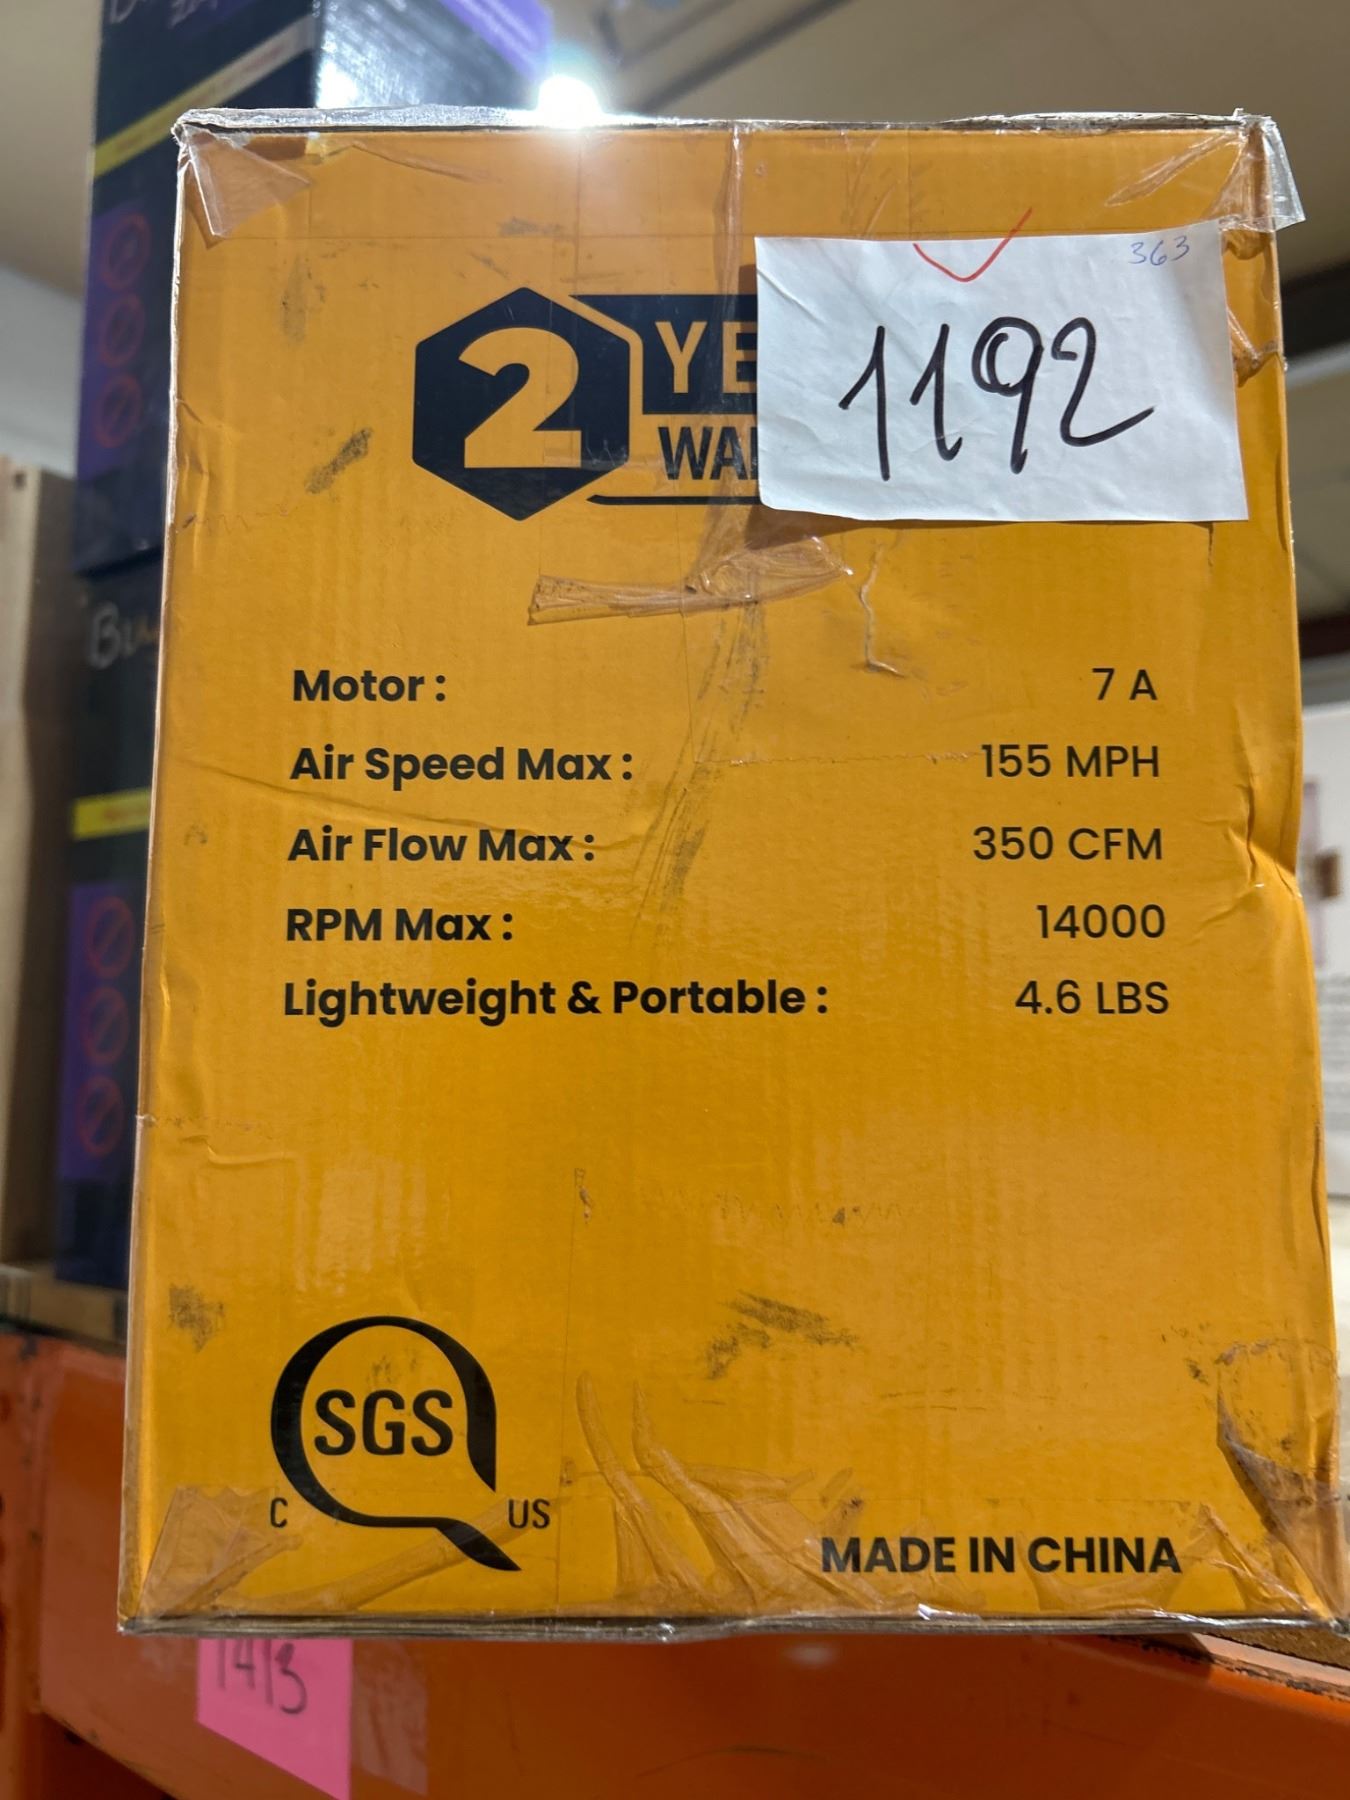 363
1192
2 YE
WA
Motor : 7 A
Air Speed Max : 155 MPH
Air Flow Max : 350 CFM
RPM Max : 14000
Lightweight & Portable : 4.6 LBS
SGS
C US
MADE IN CHINA
1413